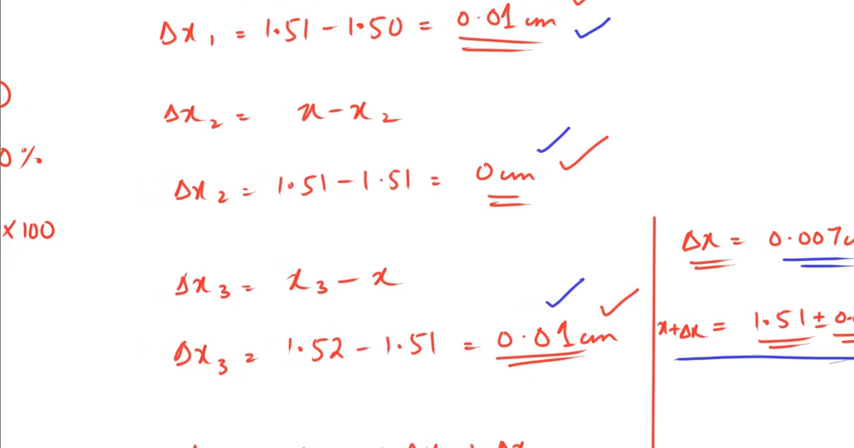 Δx₁ = 1.51 - 1.50 = 0.01 cm
Δx₂ = x - x₂
0%
Δx₂ = 1.51 - 1.51 = 0 cm
× 100
Δx = 0.007
Δx₃ = x₃ - x
x+Δx = 1.51 ± 0.
Δx₃ = 1.52 - 1.51 = 0.01 cm